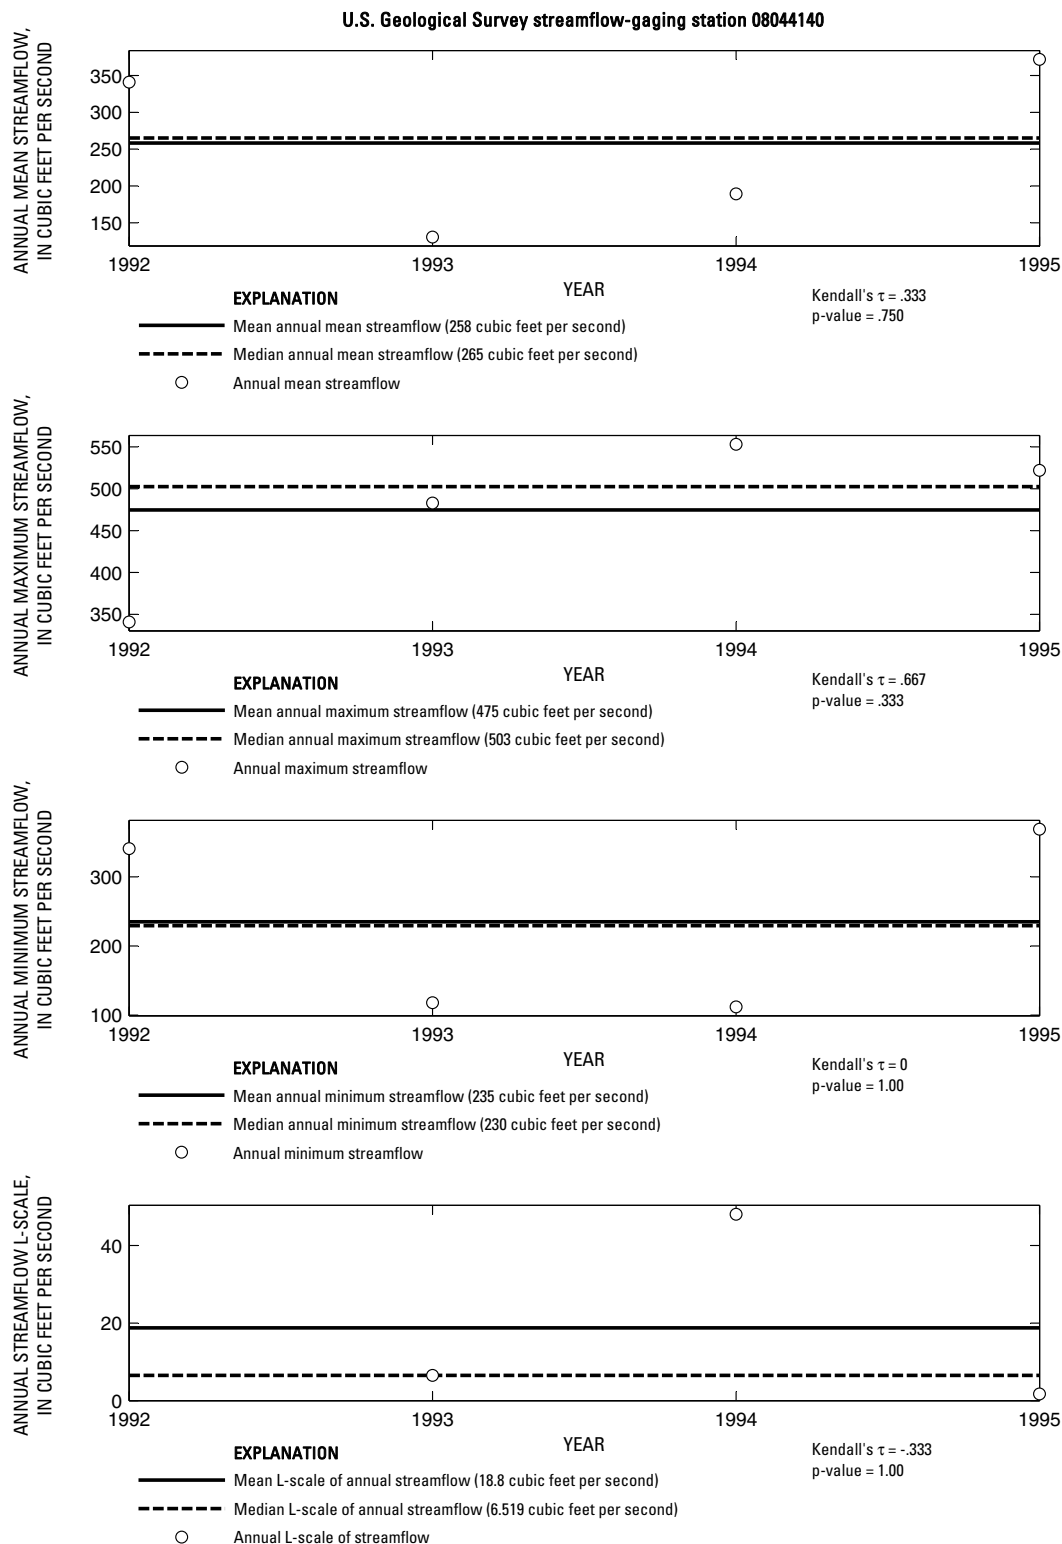 U.S. Geological Survey streamflow-gaging station 08044140
ANNUAL MEAN STREAMFLOW,
IN CUBIC FEET PER SECOND
350
300
250
200
150
1992
1993
1994
1995
YEAR
Kendall's τ = .333
p-value = .750
EXPLANATION
Mean annual mean streamflow (258 cubic feet per second)
Median annual mean streamflow (265 cubic feet per second)
Annual mean streamflow
ANNUAL MAXIMUM STREAMFLOW,
IN CUBIC FEET PER SECOND
550
500
450
400
350
1992
1993
1994
1995
YEAR
Kendall's τ = .667
p-value = .333
EXPLANATION
Mean annual maximum streamflow (475 cubic feet per second)
Median annual maximum streamflow (503 cubic feet per second)
Annual maximum streamflow
ANNUAL MINIMUM STREAMFLOW,
IN CUBIC FEET PER SECOND
300
200
100
1992
1993
1994
1995
YEAR
Kendall's τ = 0
p-value = 1.00
EXPLANATION
Mean annual minimum streamflow (235 cubic feet per second)
Median annual minimum streamflow (230 cubic feet per second)
Annual minimum streamflow
ANNUAL STREAMFLOW L-SCALE,
IN CUBIC FEET PER SECOND
40
20
0
1992
1993
1994
1995
YEAR
Kendall's τ = -.333
p-value = 1.00
EXPLANATION
Mean L-scale of annual streamflow (18.8 cubic feet per second)
Median L-scale of annual streamflow (6.519 cubic feet per second)
Annual L-scale of streamflow